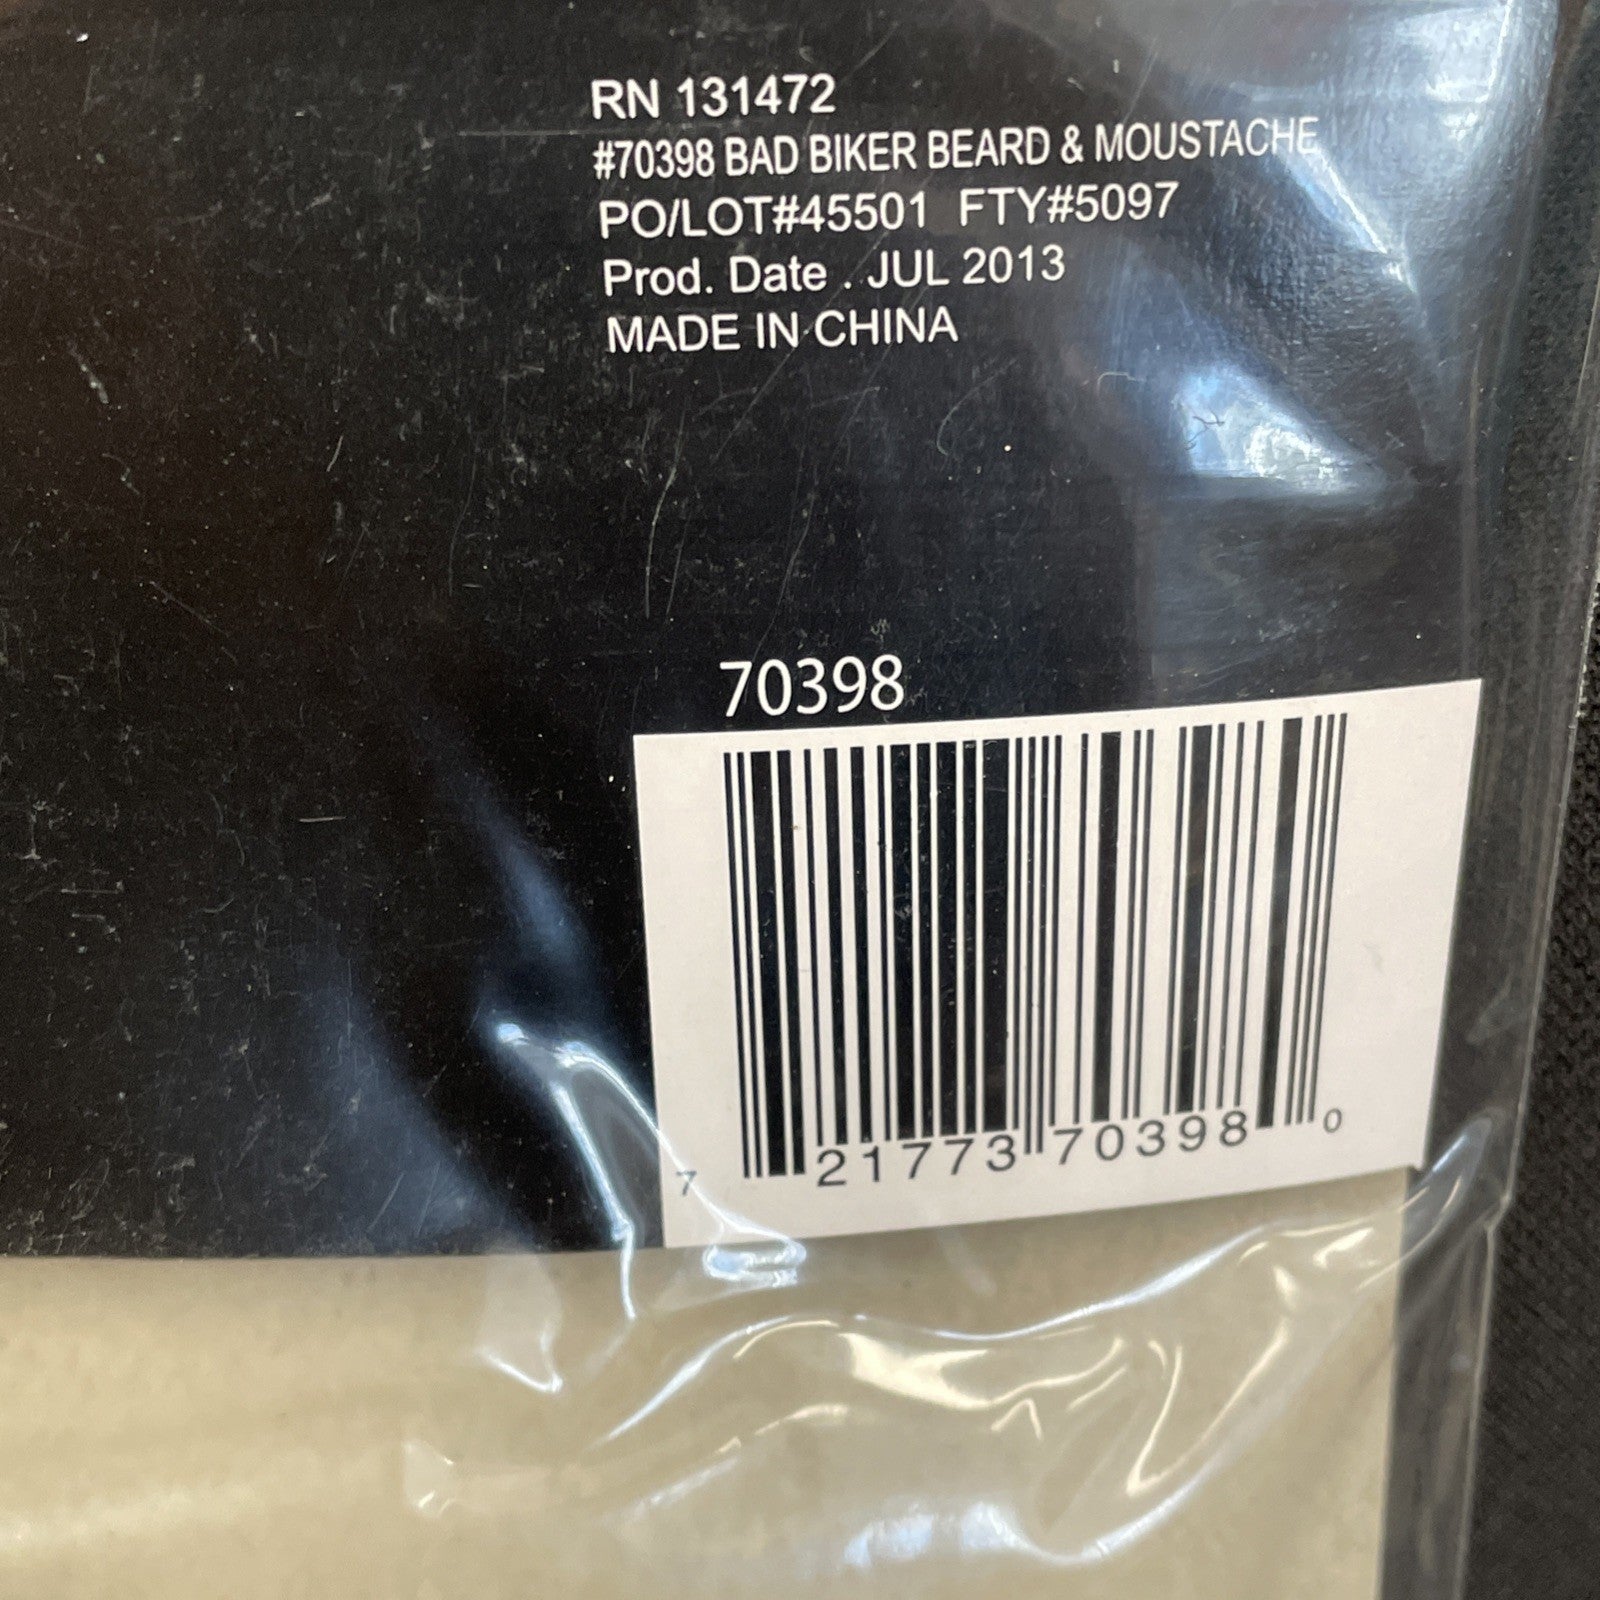 RN 131472
#70398 BAD BIKER BEARD & MOUSTACHE
PO/LOT#45501 FTY#5097
Prod. Date . JUL 2013
MADE IN CHINA
70398
7 21773 70398 0